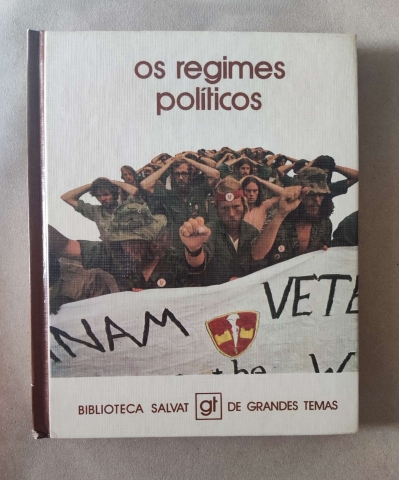 os regimes
políticos
NAM VETE
the W
BIBLIOTECA SALVAT gt DE GRANDES TEMAS